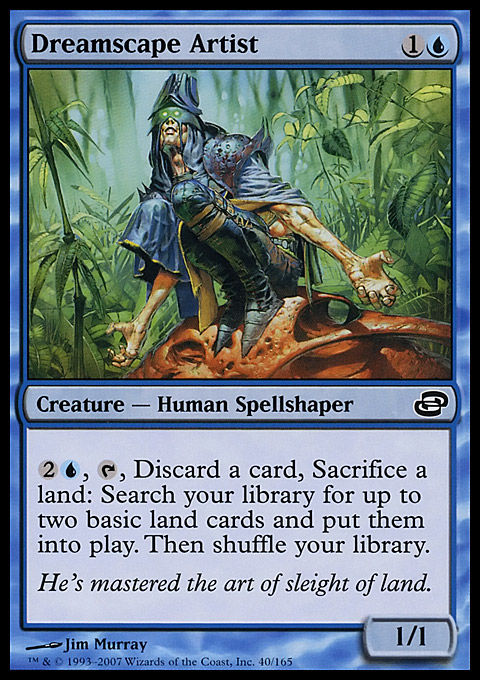 Dreamscape Artist 1
Creature — Human Spellshaper
2, , Discard a card, Sacrifice a
land: Search your library for up to
two basic land cards and put them
into play. Then shuffle your library.
He's mastered the art of sleight of land.
1/1
Jim Murray
™ & © 1993–2007 Wizards of the Coast, Inc. 40/165